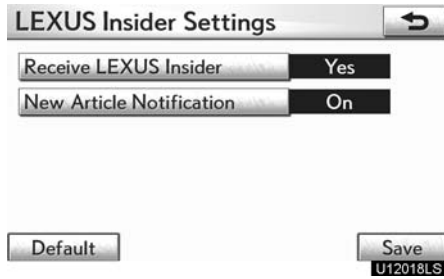 LEXUS Insider Settings
Receive LEXUS Insider Yes
New Article Notification On
Default Save
U12018LS